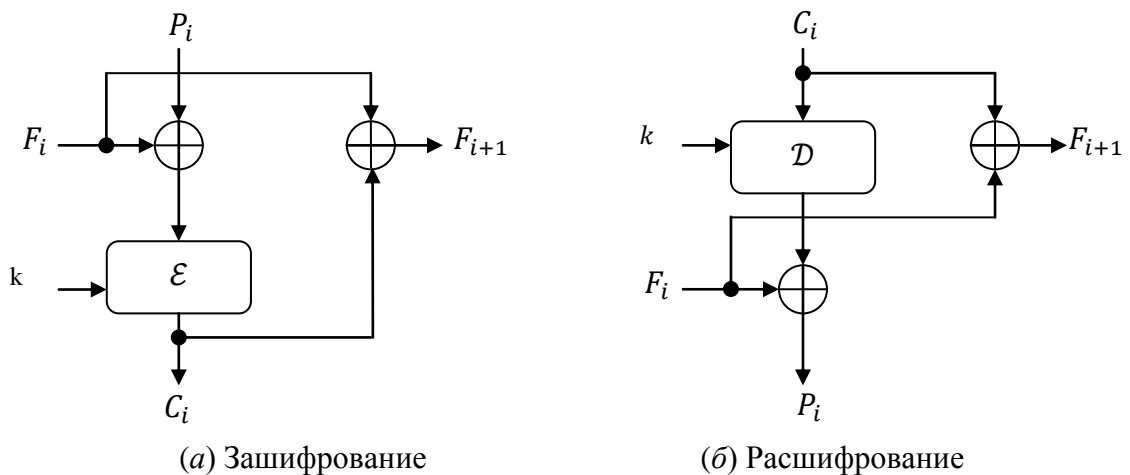 P_i
F_i
F_{i+1}
k
ℰ
C_i
(а) Зашифрование
C_i
k
𝒟
F_{i+1}
F_i
P_i
(б) Расшифрование